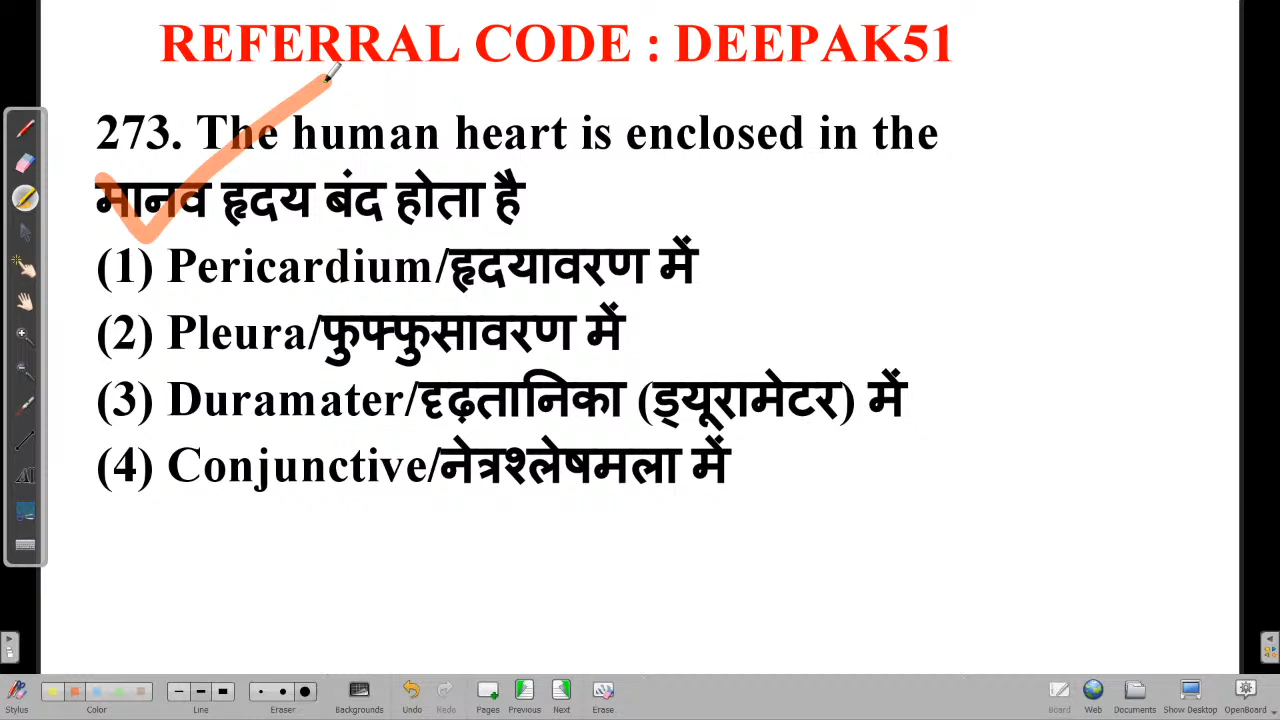 REFERRAL CODE : DEEPAK51
273. The human heart is enclosed in the
मानव हृदय बंद होता है
(1) Pericardium/हृदयावरण में
(2) Pleura/फुफ्फुसावरण में
(3) Duramater/दृढ़तानिका (ड्यूरामेटर) में
(4) Conjunctive/नेत्रश्लेषमला में
Stylus Color Line Eraser Backgrounds Undo Redo Pages Previous Next Erase Board Web Documents Show Desktop OpenBoard